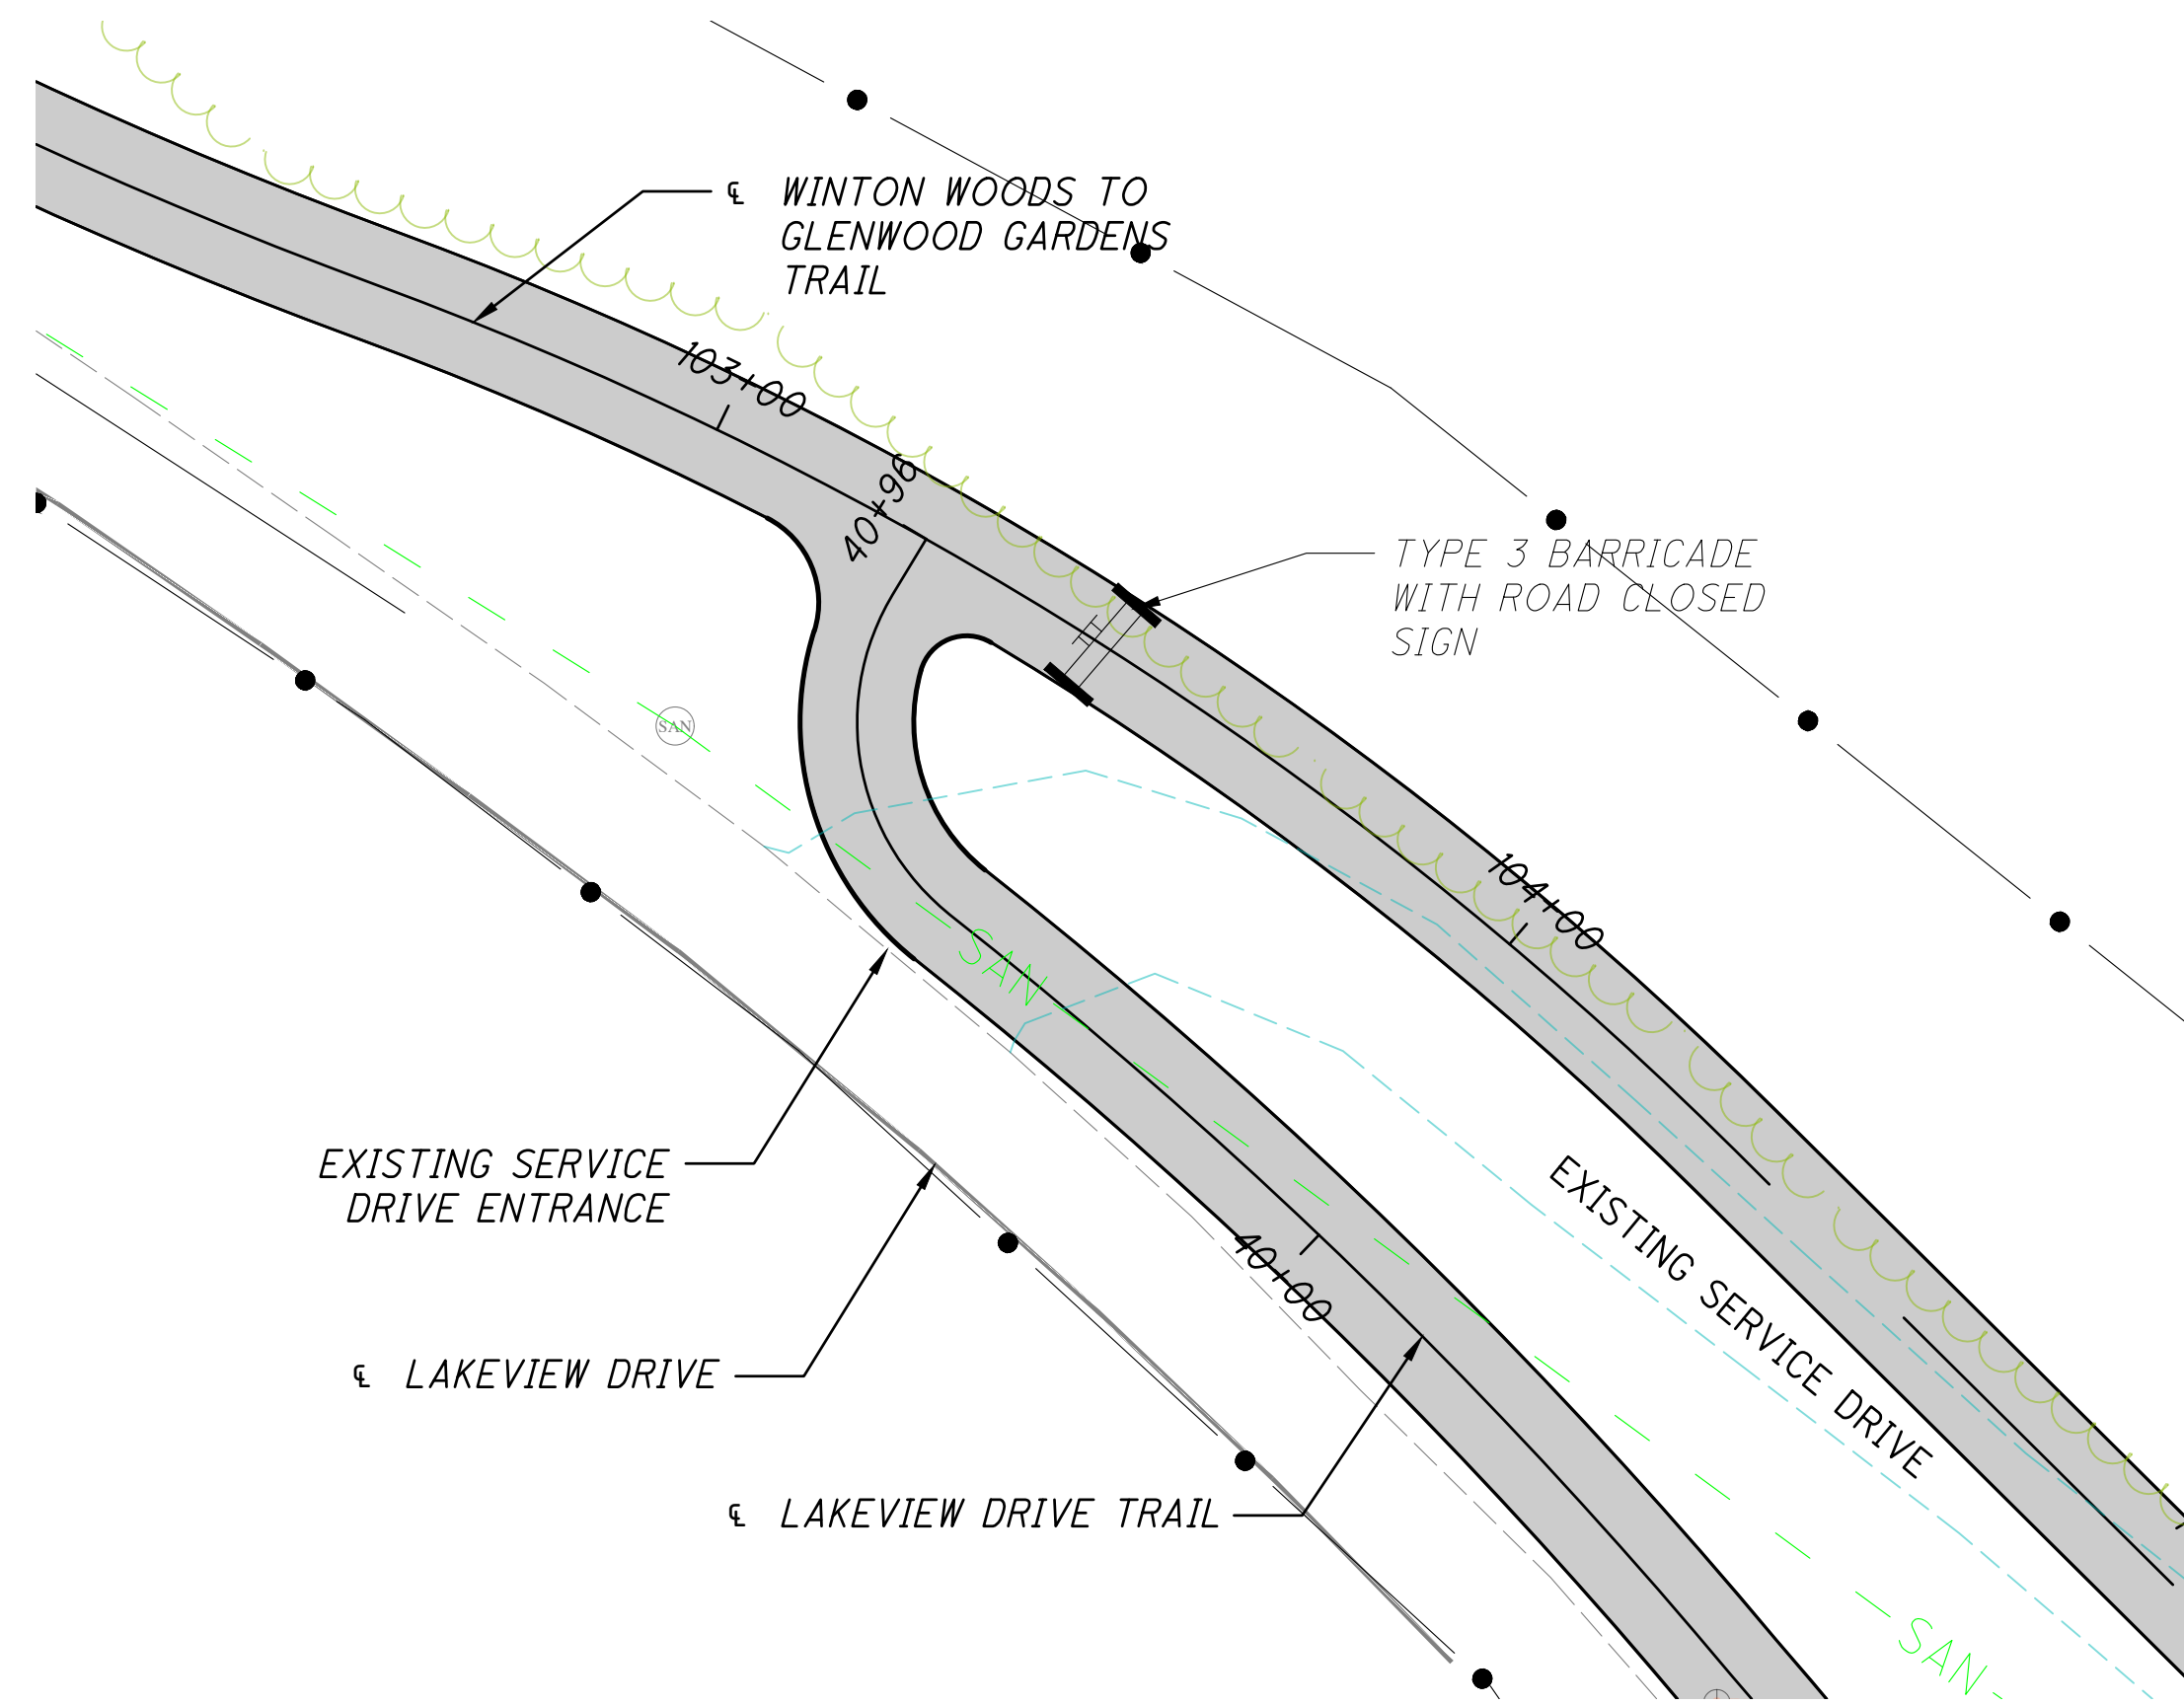 ℄ WINTON WOODS TO
GLENWOOD GARDENS
TRAIL
103+00
40+96
TYPE 3 BARRICADE
WITH ROAD CLOSED
SIGN
SAN
104+00
SAN
EXISTING SERVICE
DRIVE ENTRANCE
EXISTING SERVICE DRIVE
40+00
℄ LAKEVIEW DRIVE
℄ LAKEVIEW DRIVE TRAIL
SAN